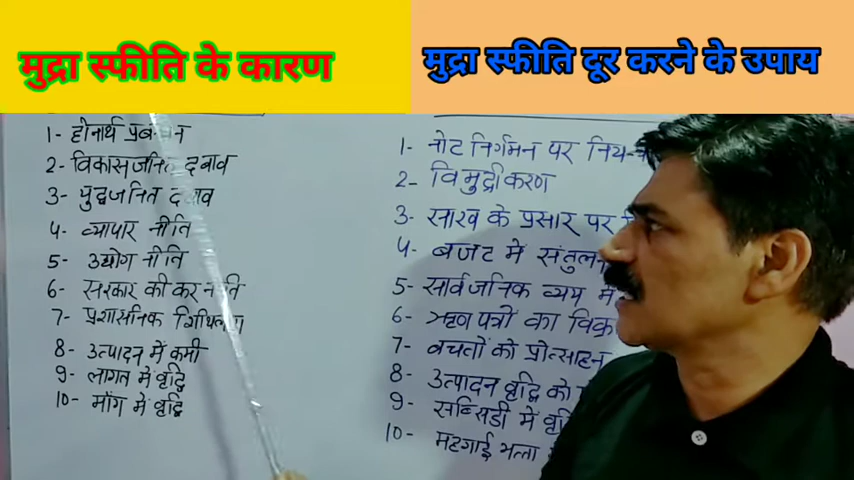 मुद्रा स्फीति के कारण
मुद्रा स्फीति दूर करने के उपाय
1- हीनार्थ प्रबन्धन
2- विकासजनित दबाव
3- युद्धजनित दबाव
4- व्यापार नीति
5- उद्योग नीति
6- सरकार की कर नीति
7- प्रशासनिक शिथिलता
8- उत्पादन में कमी
9- लागत में वृद्धि
10- माँग में वृद्धि
1- नोट निर्गमन पर
2- विमुद्रीकरण
3- साख के प्रसार पर
4- बजट में संतुलन
5- सार्वजनिक व्यय में
6- ऋण पत्रों का
7- बचतों को प्रोत्साहन
8- उत्पादन वृद्धि को
9- सब्सिडी में
10- महगाई भत्ता